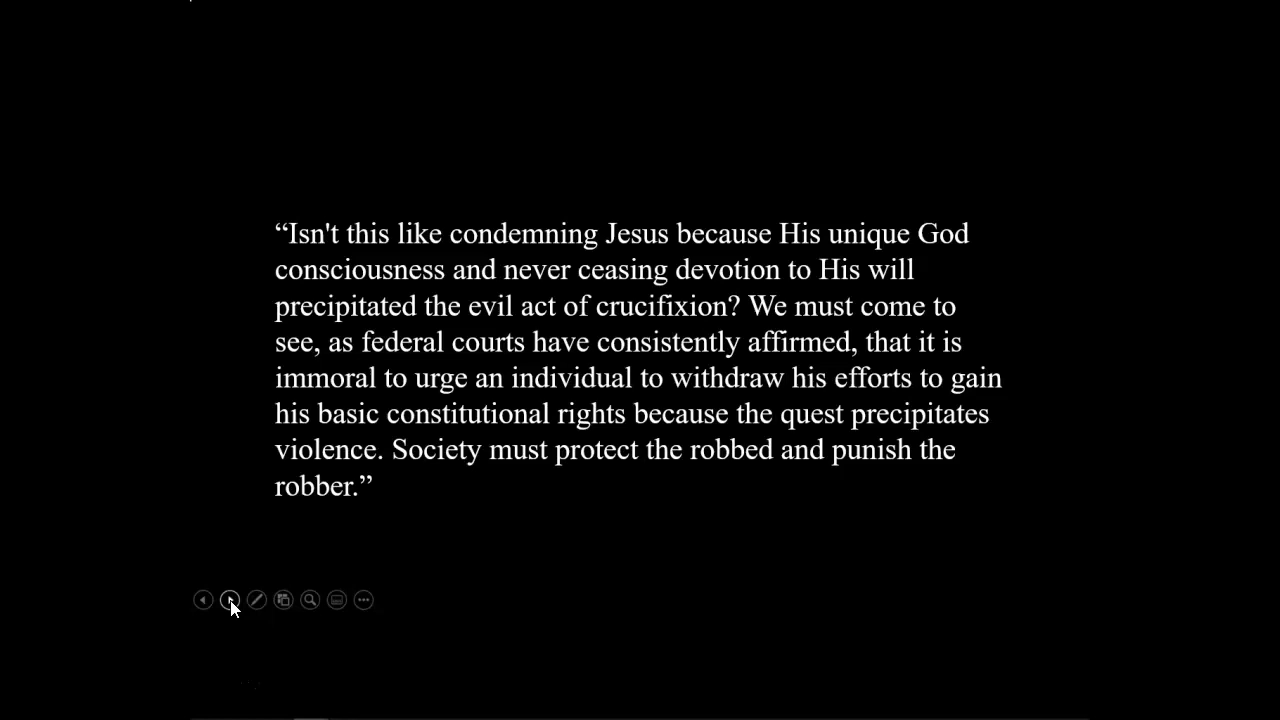 “Isn't this like condemning Jesus because His unique God
consciousness and never ceasing devotion to His will
precipitated the evil act of crucifixion? We must come to
see, as federal courts have consistently affirmed, that it is
immoral to urge an individual to withdraw his efforts to gain
his basic constitutional rights because the quest precipitates
violence. Society must protect the robbed and punish the
robber.”